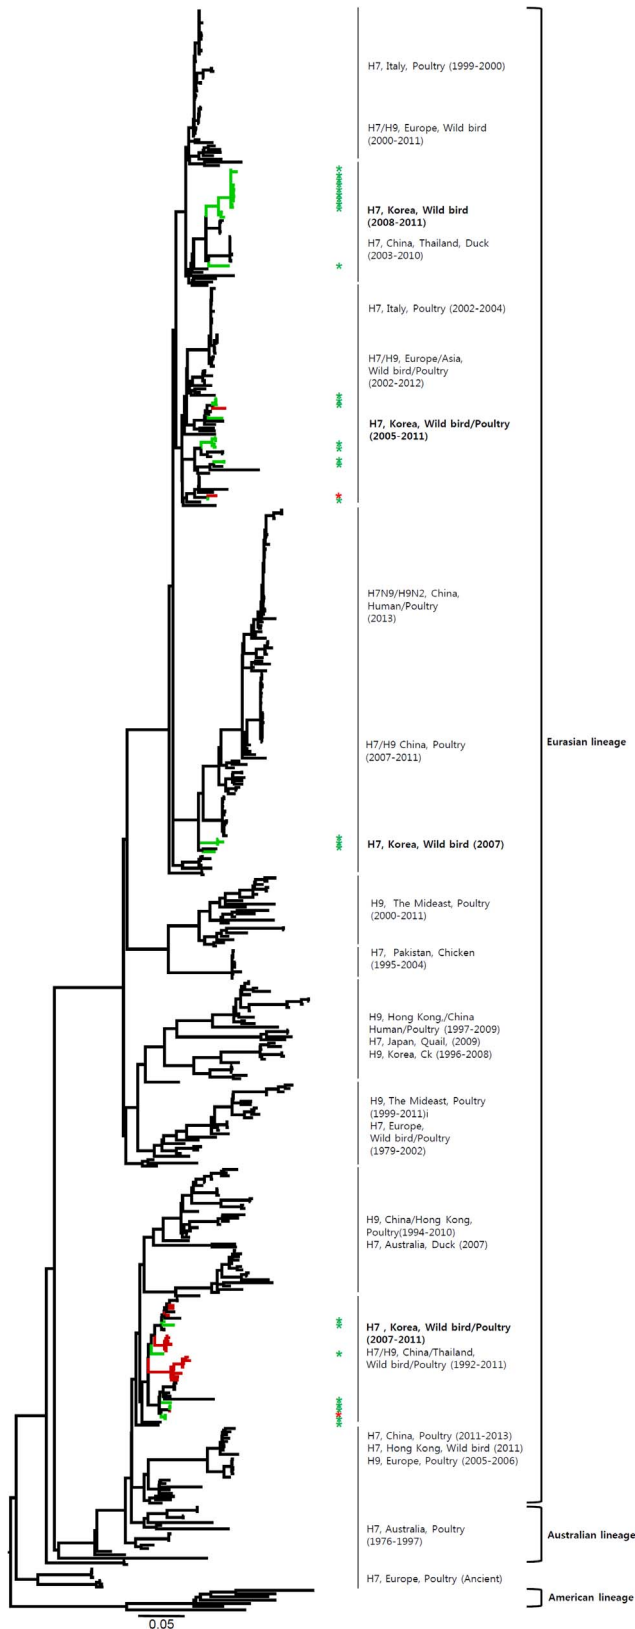 H7, Italy, Poultry (1999-2000)
H7/H9, Europe, Wild bird
(2000-2011)
H7, Korea, Wild bird
(2008-2011)
H7, China, Thailand, Duck
(2003-2010)
H7, Italy, Poultry (2002-2004)
H7/H9, Europe/Asia,
Wild bird/Poultry
(2002-2012)
H7, Korea, Wild bird/Poultry
(2005-2011)
H7N9/H9N2, China,
Human/Poultry
(2013)
H7/H9 China, Poultry
(2007-2011)
Eurasian lineage
H7, Korea, Wild bird (2007)
H9, The Mideast, Poultry
(2000-2011)
H7, Pakistan, Chicken
(1995-2004)
H9, Hong Kong,/China
Human/Poultry (1997-2009)
H7, Japan, Quail, (2009)
H9, Korea, Ck (1996-2008)
H9, The Mideast, Poultry
(1999-2011)i
H7, Europe,
Wild bird/Poultry
(1979-2002)
H9, China/Hong Kong,
Poultry(1994-2010)
H7, Australia, Duck (2007)
H7 , Korea, Wild bird/Poultry
(2007-2011)
H7/H9, China/Thailand,
Wild bird/Poultry (1992-2011)
H7, China, Poultry (2011-2013)
H7, Hong Kong, Wild bird (2011)
H9, Europe, Poultry (2005-2006)
H7, Australia, Poultry
(1976-1997)
Australian lineage
H7, Europe, Poultry (Ancient)
American lineage
0.05